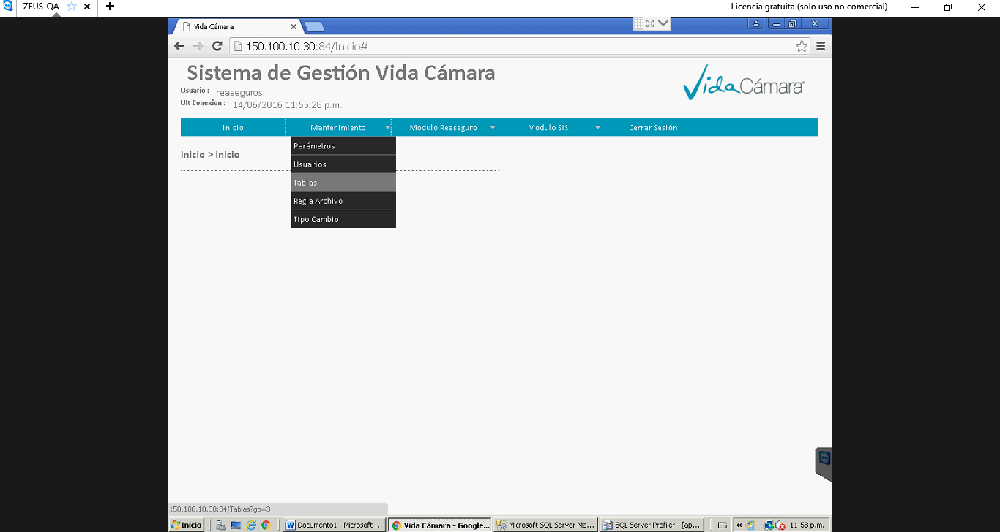 ZEUS-QA
Licencia gratuita (solo uso no comercial)
Vida Cámara
150.100.10.30:84/Inicio#
Sistema de Gestión Vida Cámara
Usuario : reaseguros
Ult Conexion : 14/06/2016 11:55:28 p.m.
Vida Cámara®
Inicio Mantenimiento Modulo Reaseguro Modulo SIS Cerrar Sesión
Parámetros
Inicio > Inicio
Usuarios
Tablas
Regla Archivo
Tipo Cambio
150.100.10.30:84/Tablas?go=3
Inicio Documento1 - Microsoft ... Vida Cámara - Google... Microsoft SQL Server Ma... SQL Server Profiler - [ap... ES « 11:58 p.m.